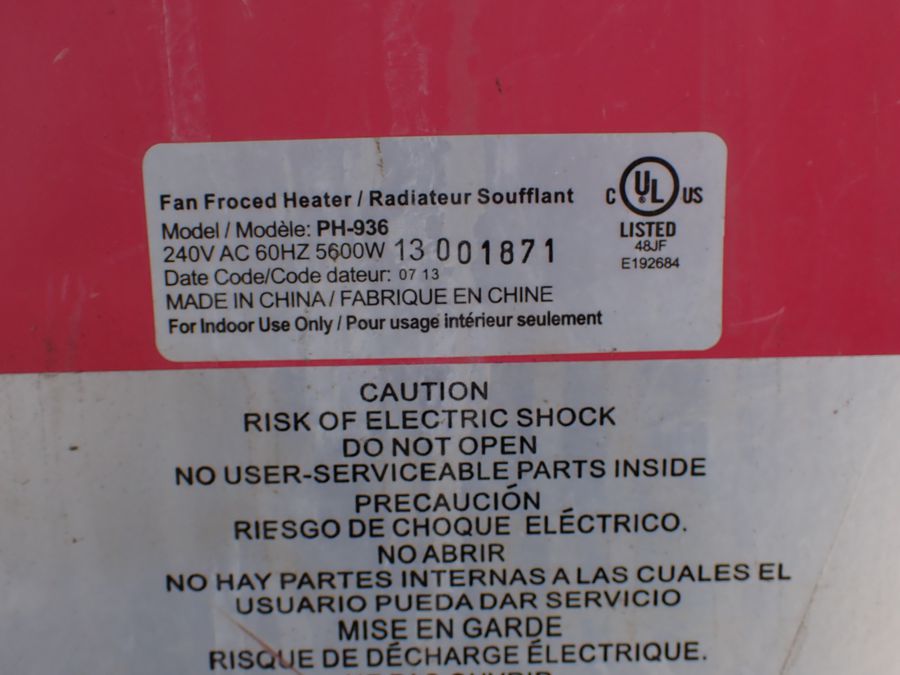 Fan Froced Heater / Radiateur Soufflant
Model / Modèle: PH-936
240V AC 60HZ 5600W 13 001871
Date Code/Code dateur: 07 13
MADE IN CHINA / FABRIQUE EN CHINE
For Indoor Use Only / Pour usage intérieur seulement
C UL US
LISTED
48JF
E192684
CAUTION
RISK OF ELECTRIC SHOCK
DO NOT OPEN
NO USER-SERVICEABLE PARTS INSIDE
PRECAUCIÓN
RIESGO DE CHOQUE ELÉCTRICO.
NO ABRIR
NO HAY PARTES INTERNAS A LAS CUALES EL
USUARIO PUEDA DAR SERVICIO
MISE EN GARDE
RISQUE DE DÉCHARGE ÉLECTRIQUE.